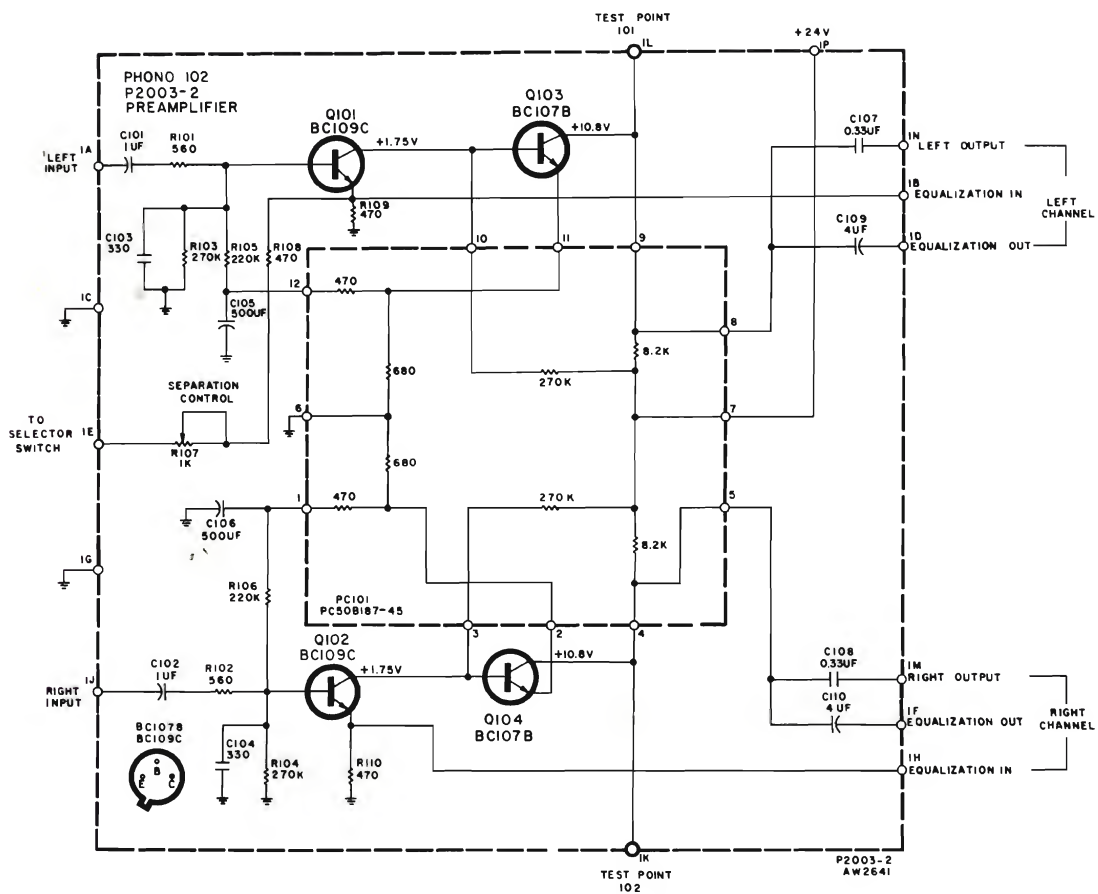 TEST POINT
101
1L
+24V
1P
PHONO 102
P2003-2
PREAMPLIFIER
Q101
BC109C
Q103
BC107B
+1.75V
+10.8V
C101
1UF
R101
560
1A
LEFT
INPUT
C107
0.33UF
1N
LEFT OUTPUT
1B
EQUALIZATION IN
LEFT
CHANNEL
C109
4UF
1D
EQUALIZATION OUT
R109
470
C103
330
R103
270K
R105
220K
R108
470
10
11
9
12
470
C105
500UF
1C
8
8.2K
680
270K
SEPARATION
CONTROL
6
7
TO
SELECTOR
SWITCH
1E
R107
1K
680
1
470
270K
5
C106
500UF
8.2K
1G
R106
220K
PC101
PC50B187-45
3
2
4
Q102
BC109C
+1.75V
+10.8V
C102
1UF
R102
560
1J
RIGHT
INPUT
Q104
BC107B
C108
0.33UF
1M
RIGHT OUTPUT
C110
4UF
1F
EQUALIZATION OUT
RIGHT
CHANNEL
1H
EQUALIZATION IN
BC107B
BC109C
B
E
C
C104
330
R104
270K
R110
470
1K
TEST POINT
102
P2003-2
AW2641